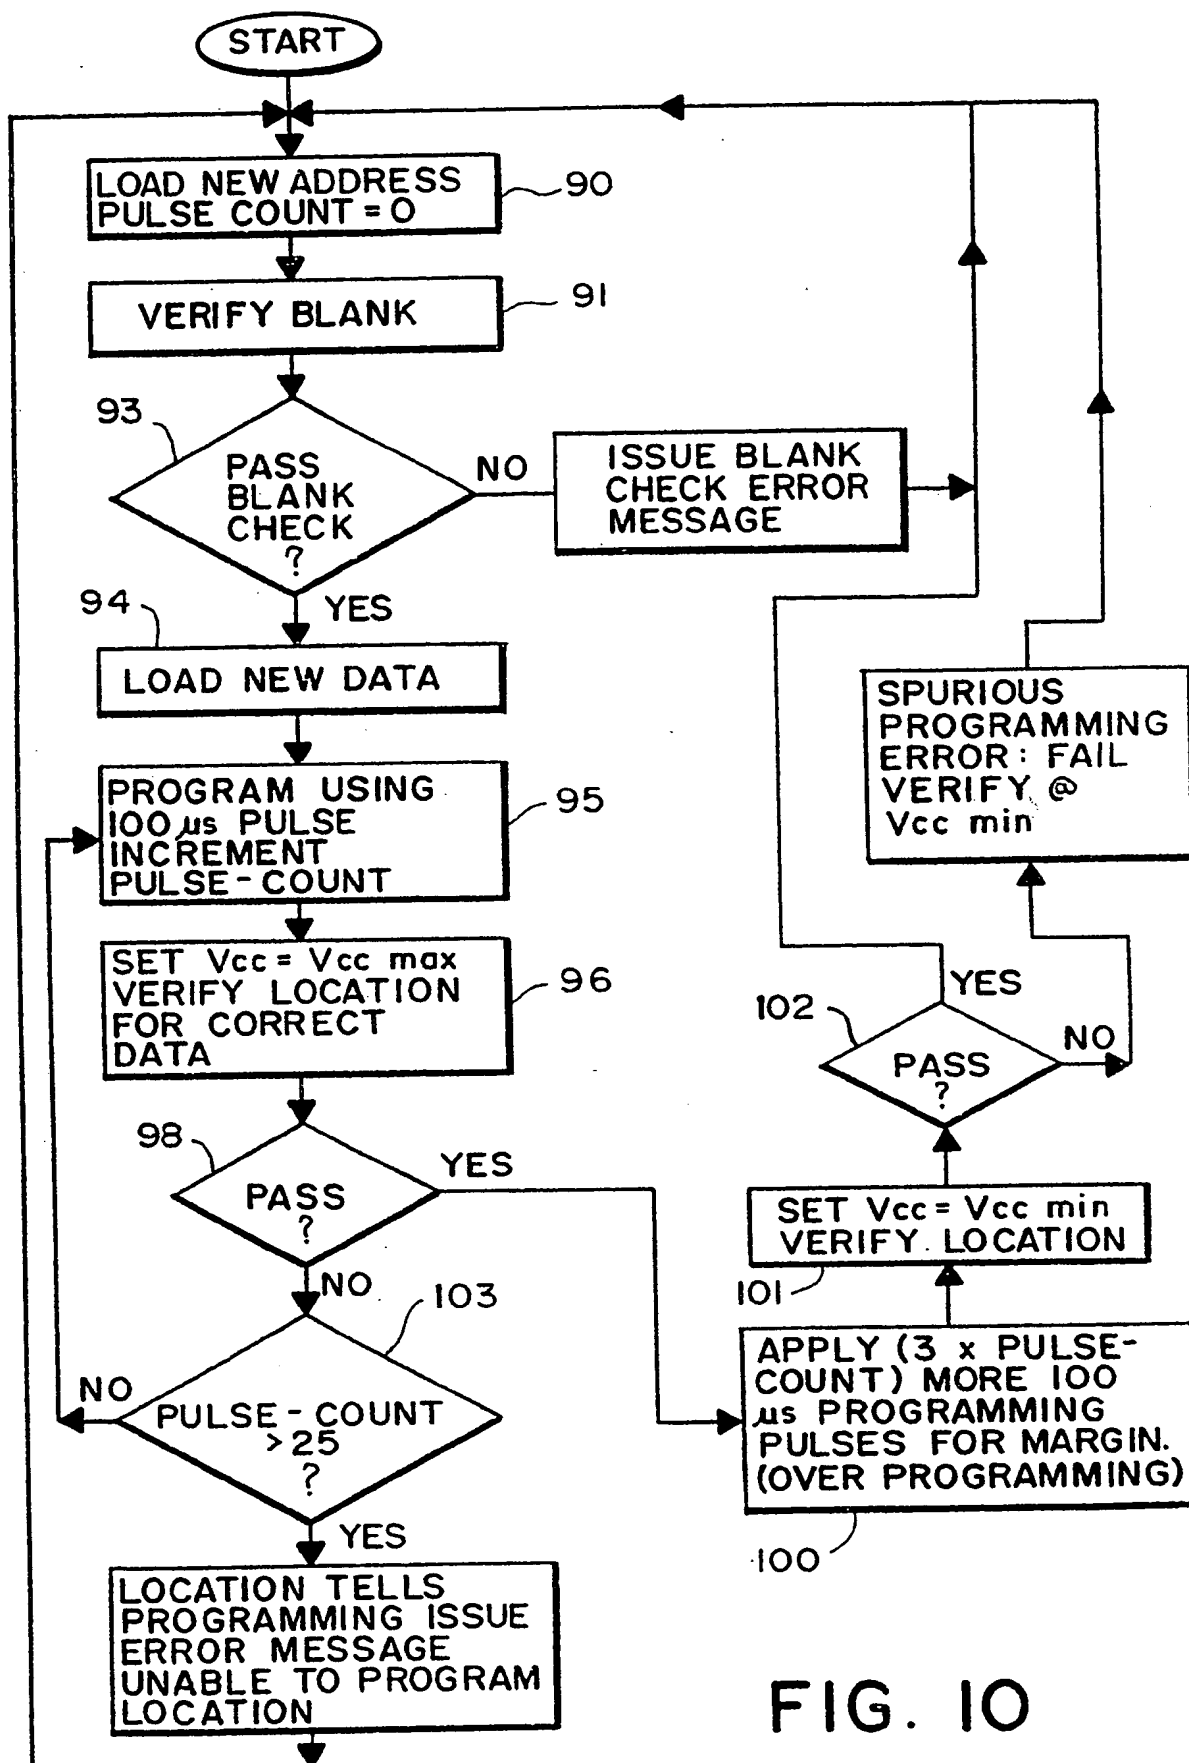 START
LOAD NEW ADDRESS
PULSE COUNT = 0
90
VERIFY BLANK
91
93
PASS
BLANK
CHECK
?
NO
ISSUE BLANK
CHECK ERROR
MESSAGE
YES
94
LOAD NEW DATA
PROGRAM USING
100 µs PULSE
INCREMENT
PULSE-COUNT
95
SET Vcc = Vcc max
VERIFY LOCATION
FOR CORRECT
DATA
96
98
PASS
?
YES
NO
103
PULSE-COUNT
>25
?
NO
YES
LOCATION TELLS
PROGRAMMING ISSUE
ERROR MESSAGE
UNABLE TO PROGRAM
LOCATION
SPURIOUS
PROGRAMMING
ERROR: FAIL
VERIFY @
Vcc min
YES
102
PASS
?
NO
SET Vcc = Vcc min
VERIFY LOCATION
101
APPLY (3 x PULSE-
COUNT) MORE 100
µs PROGRAMMING
PULSES FOR MARGIN.
(OVER PROGRAMMING)
100
FIG. 10